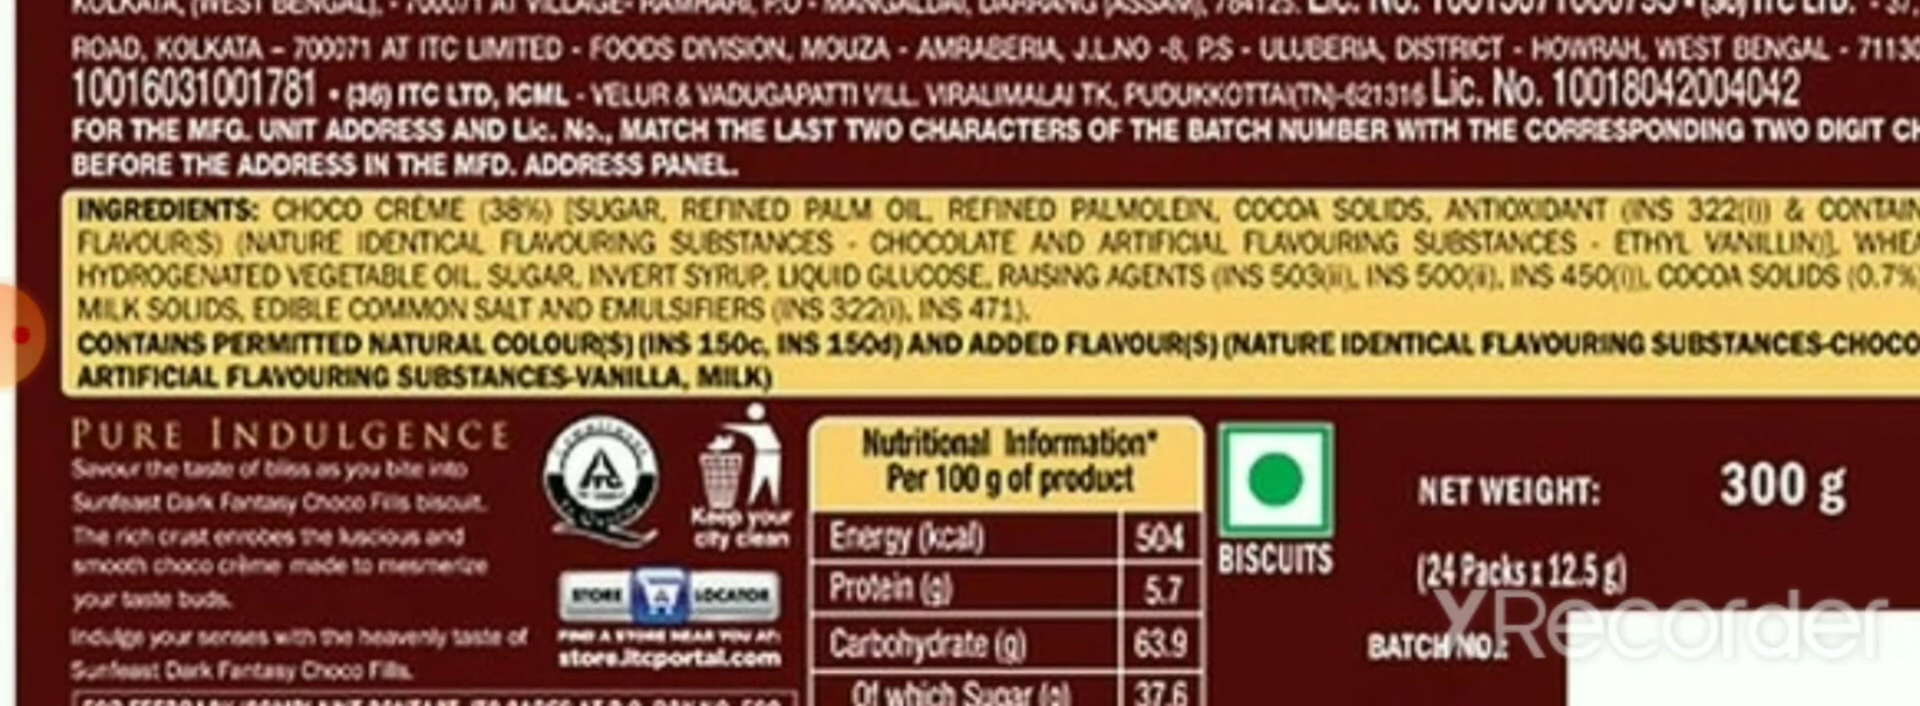 ROAD, KOLKATA – 700071 AT ITC LIMITED - FOODS DIVISION, MOUZA - AMRABERIA, J.L.NO -8, P.S - ULUBERIA, DISTRICT - HOWRAH, WEST BENGAL - 71130
10016031001781 • (36) ITC LTD, ICML - VELUR & VADUGAPATTI VILL. VIRALIMALAI TK, PUDUKKOTTAI(TN)-621316 Lic. No. 10018042004042
FOR THE MFG. UNIT ADDRESS AND Lic. No., MATCH THE LAST TWO CHARACTERS OF THE BATCH NUMBER WITH THE CORRESPONDING TWO DIGIT CH
BEFORE THE ADDRESS IN THE MFD. ADDRESS PANEL.
INGREDIENTS: CHOCO CRÈME (38%) [SUGAR, REFINED PALM OIL, REFINED PALMOLEIN, COCOA SOLIDS, ANTIOXIDANT (INS 322(i)) & CONTAIN
FLAVOUR(S) (NATURE IDENTICAL FLAVOURING SUBSTANCES - CHOCOLATE AND ARTIFICIAL FLAVOURING SUBSTANCES - ETHYL VANILLIN)], WHEA
HYDROGENATED VEGETABLE OIL, SUGAR, INVERT SYRUP, LIQUID GLUCOSE, RAISING AGENTS (INS 503(ii), INS 500(ii), INS 450(i)), COCOA SOLIDS (0.7%)
MILK SOLIDS, EDIBLE COMMON SALT AND EMULSIFIERS (INS 322(i), INS 471).
CONTAINS PERMITTED NATURAL COLOUR(S) (INS 150c, INS 150d) AND ADDED FLAVOUR(S) (NATURE IDENTICAL FLAVOURING SUBSTANCES-CHOCO
ARTIFICIAL FLAVOURING SUBSTANCES-VANILLA, MILK)
PURE INDULGENCE
Savour the taste of bliss as you bite into
Sunfeast Dark Fantasy Choco Fills biscuit.
The rich crust enrobes the luscious and
smooth choco crème made to mesmerize
your taste buds.
Indulge your senses with the heavenly taste of
Sunfeast Dark Fantasy Choco Fills.
Keep your
city clean
STORE LOCATOR
FIND A STORE NEAR YOU AT:
store.itcportal.com
Nutritional Information*
Per 100 g of product
Energy (kcal) 504
Protein (g) 5.7
Carbohydrate (g) 63.9
Of which Sugar (g) 37.6
BISCUITS
NET WEIGHT: 300 g
(24 Packs x 12.5 g)
BATCH NO.:
XRecorder